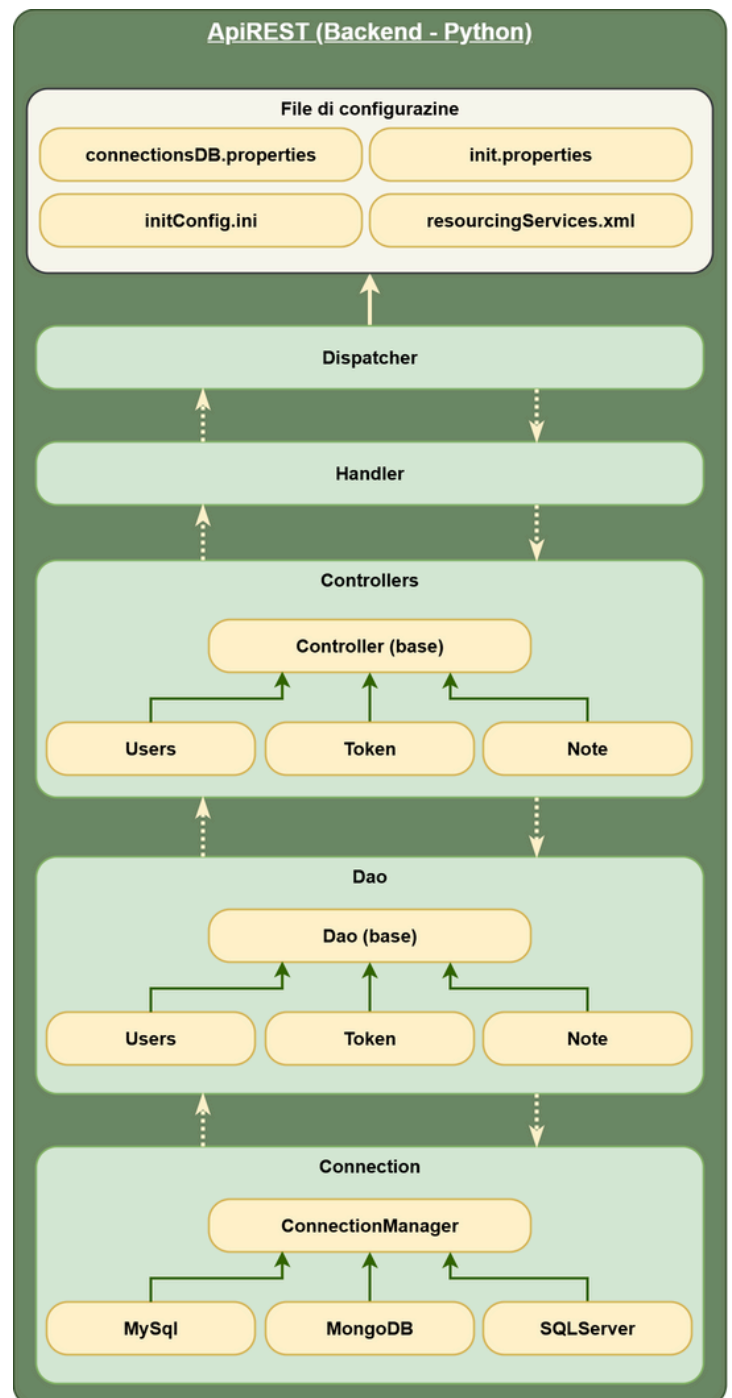 ApiREST (Backend - Python)
File di configurazine
connectionsDB.properties
init.properties
initConfig.ini
resourcingServices.xml
Dispatcher
Handler
Controllers
Controller (base)
Users
Token
Note
Dao
Dao (base)
Users
Token
Note
Connection
ConnectionManager
MySql
MongoDB
SQLServer